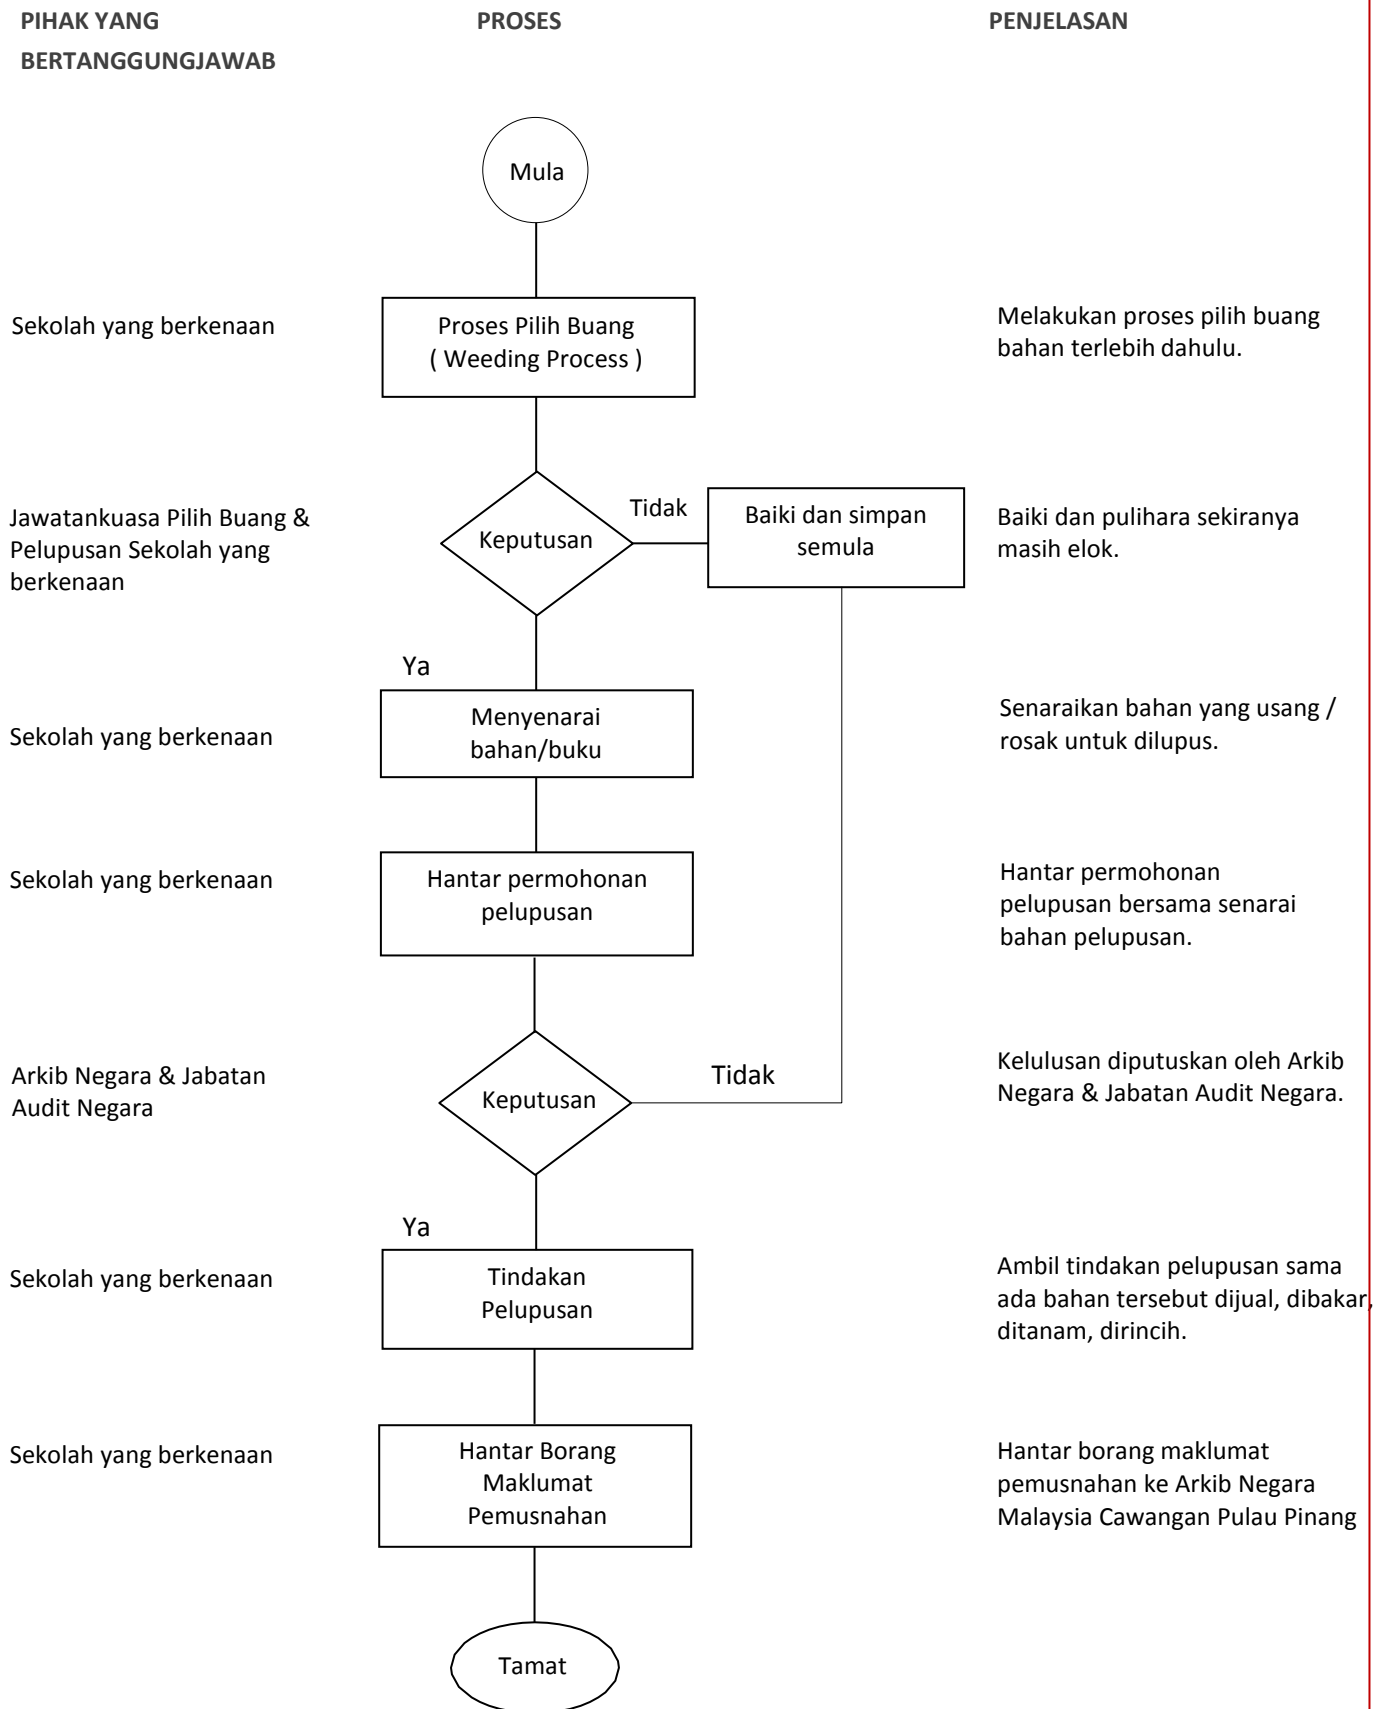 PIHAK YANG
BERTANGGUNGJAWAB
PROSES
PENJELASAN
Mula
Sekolah yang berkenaan
Proses Pilih Buang
( Weeding Process )
Melakukan proses pilih buang
bahan terlebih dahulu.
Jawatankuasa Pilih Buang &
Pelupusan Sekolah yang
berkenaan
Keputusan
Tidak
Baiki dan simpan
semula
Baiki dan pulihara sekiranya
masih elok.
Ya
Sekolah yang berkenaan
Menyenarai
bahan/buku
Senaraikan bahan yang usang /
rosak untuk dilupus.
Sekolah yang berkenaan
Hantar permohonan
pelupusan
Hantar permohonan
pelupusan bersama senarai
bahan pelupusan.
Arkib Negara & Jabatan
Audit Negara
Keputusan
Tidak
Kelulusan diputuskan oleh Arkib
Negara & Jabatan Audit Negara.
Ya
Sekolah yang berkenaan
Tindakan
Pelupusan
Ambil tindakan pelupusan sama
ada bahan tersebut dijual, dibakar,
ditanam, dirincih.
Sekolah yang berkenaan
Hantar Borang
Maklumat
Pemusnahan
Hantar borang maklumat
pemusnahan ke Arkib Negara
Malaysia Cawangan Pulau Pinang
Tamat